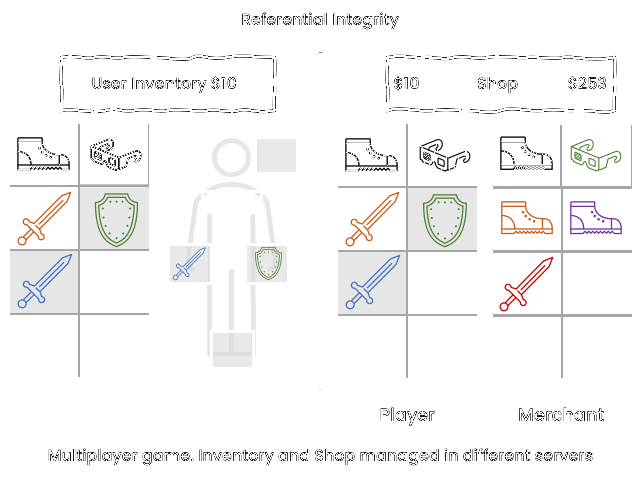 Referential Integrity
User Inventory $10
$10 Shop $253
Player Merchant
Multiplayer game. Inventory and Shop managed in different servers